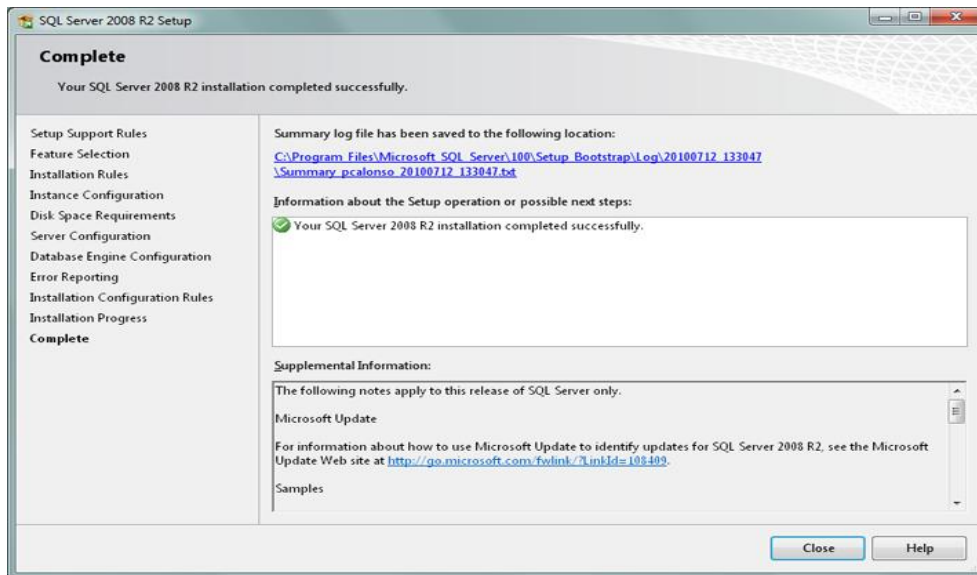 SQL Server 2008 R2 Setup
Complete
Your SQL Server 2008 R2 installation completed successfully.
Setup Support Rules
Feature Selection
Installation Rules
Instance Configuration
Disk Space Requirements
Server Configuration
Database Engine Configuration
Error Reporting
Installation Configuration Rules
Installation Progress
Complete
Summary log file has been saved to the following location:
C:\Program Files\Microsoft SQL Server\100\Setup Bootstrap\Log\20100712_133047
\Summary_pcalonso_20100712_133047.txt
Information about the Setup operation or possible next steps:
Your SQL Server 2008 R2 installation completed successfully.
Supplemental Information:
The following notes apply to this release of SQL Server only.
Microsoft Update
For information about how to use Microsoft Update to identify updates for SQL Server 2008 R2, see the Microsoft
Update Web site at http://go.microsoft.com/fwlink/?LinkId=108409.
Samples
Close
Help